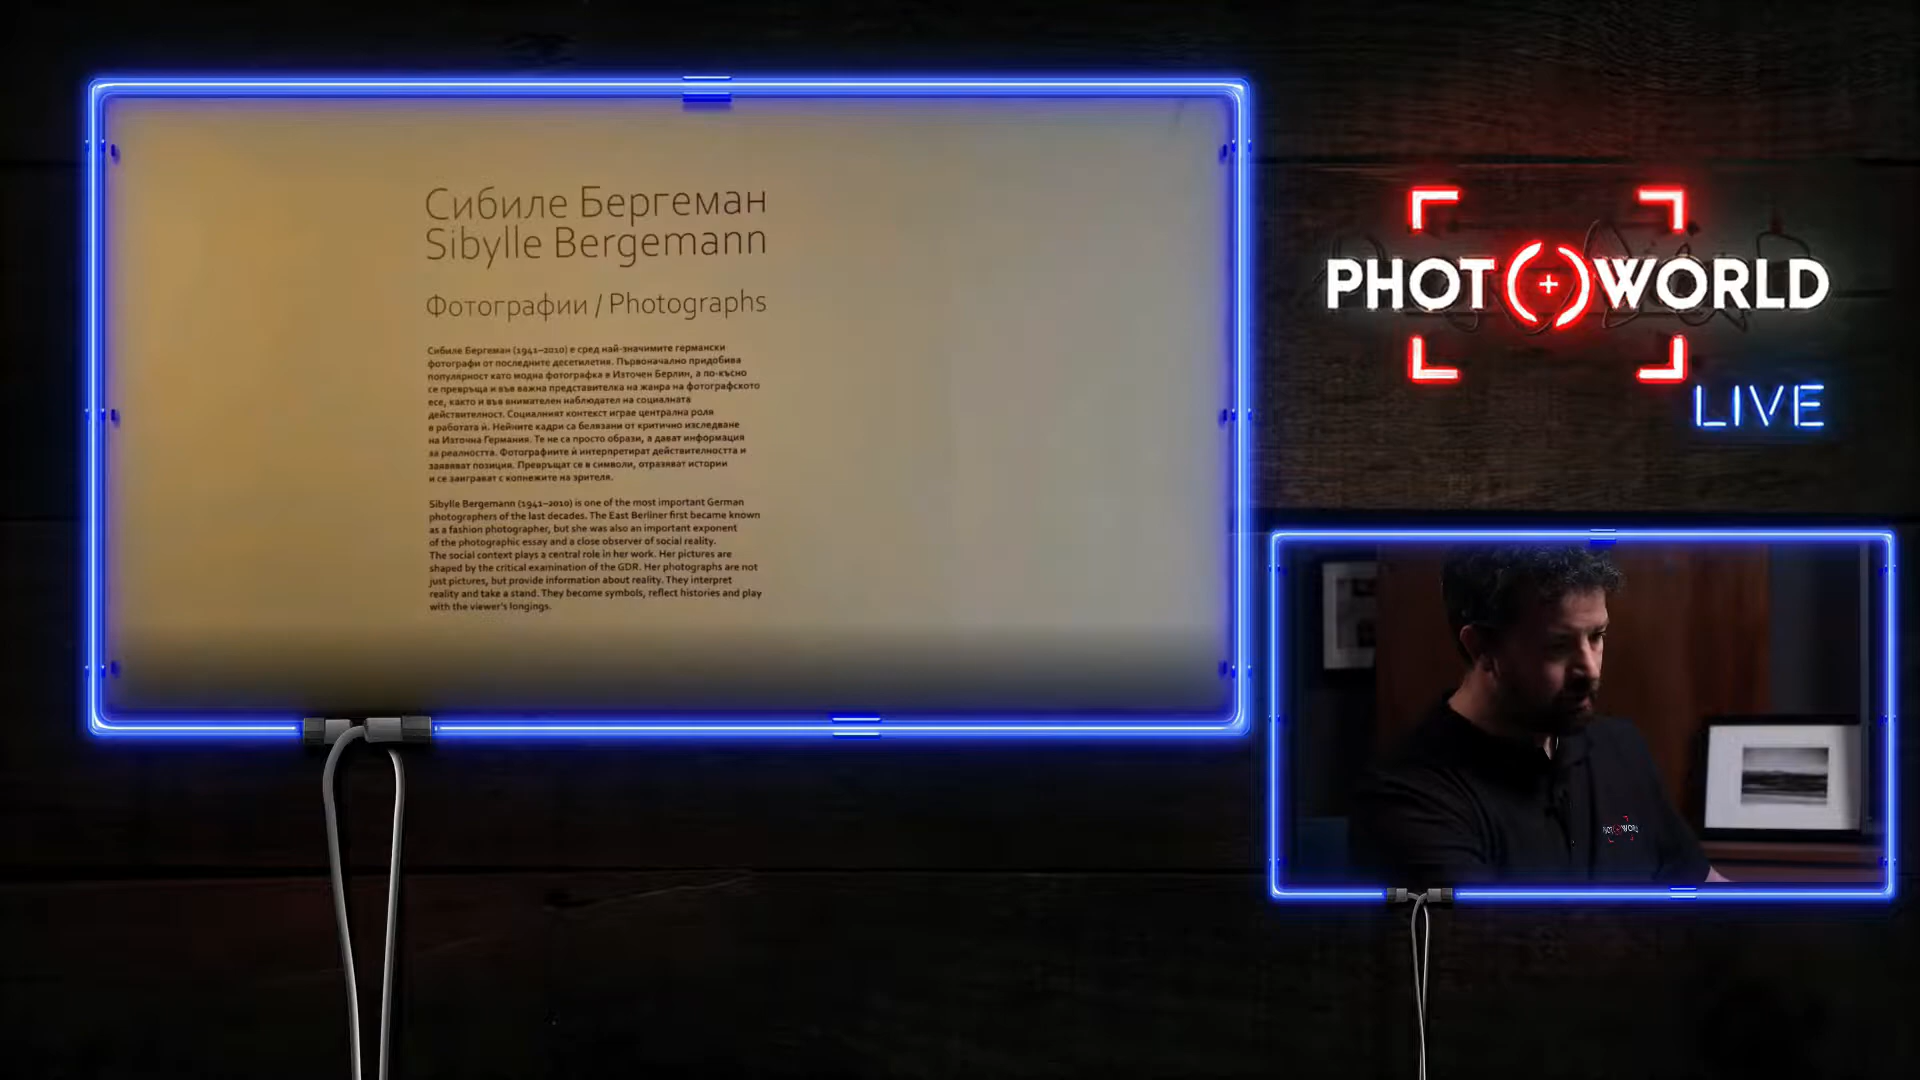 Сибиле Бергеман
Sibylle Bergemann
Фотографии / Photographs
Сибиле Бергеман (1941–2010) е сред най-значимите германски
фотографи от последните десетилетия. Първоначално придобива
популярност като модна фотографка в Източен Берлин, а по-късно
се превръща и във важна представителка на жанра на фотографското
есе, както и във внимателен наблюдател на социалната
действителност. Социалният контекст играе централна роля
в работата ѝ. Нейните кадри са белязани от критично изследване
на Източна Германия. Те не са просто образи, а дават информация
за реалността. Фотографиите ѝ интерпретират действителността и
заявяват позиция. Превръщат се в символи, отразяват истории
и се заиграват с копнежите на зрителя.
Sibylle Bergemann (1941–2010) is one of the most important German
photographers of the last decades. The East Berliner first became known
as a fashion photographer, but she was also an important exponent
of the photographic essay and a close observer of social reality.
The social context plays a central role in her work. Her pictures are
shaped by the critical examination of the GDR. Her photographs are not
just pictures, but provide information about reality. They interpret
reality and take a stand. They become symbols, reflect histories and play
with the viewer's longings.
PHOTOWORLD
LIVE